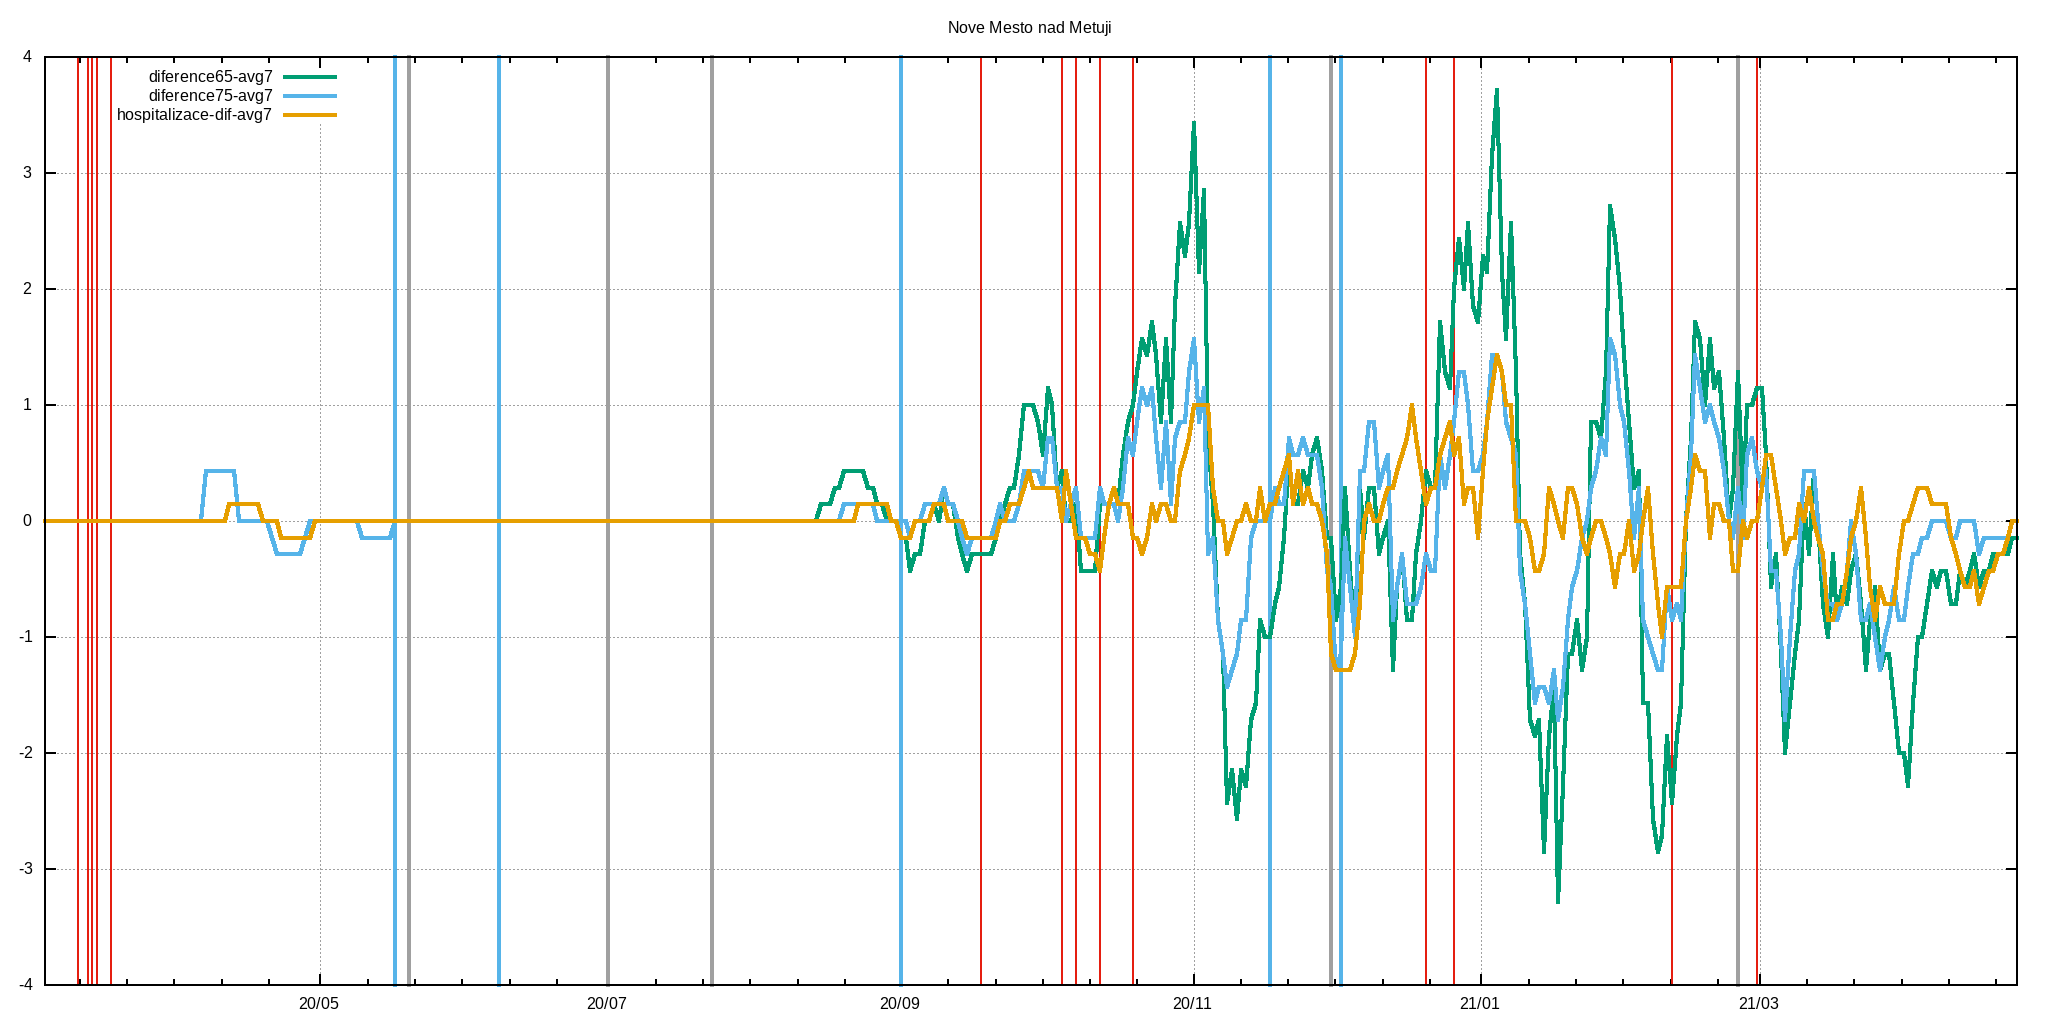 Nove Mesto nad Metuji
4
3
2
1
0
-1
-2
-3
-4
diference65-avg7
diference75-avg7
hospitalizace-dif-avg7
20/05 20/07 20/09 20/11 21/01 21/03